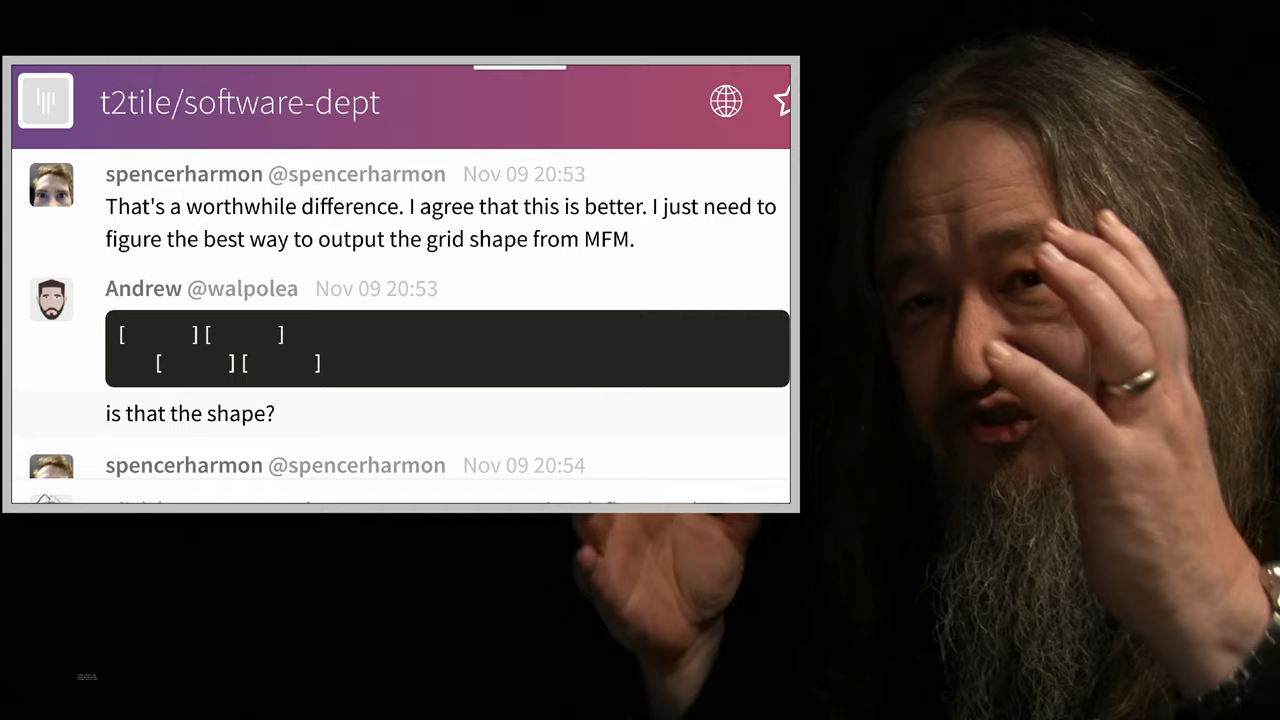 t2tile/software-dept
spencerharmon @spencerharmon Nov 09 20:53
That's a worthwhile difference. I agree that this is better. I just need to
figure the best way to output the grid shape from MFM.
Andrew @walpolea Nov 09 20:53
[      ][      ]
   [      ][      ]
is that the shape?
spencerharmon @spencerharmon Nov 09 20:54